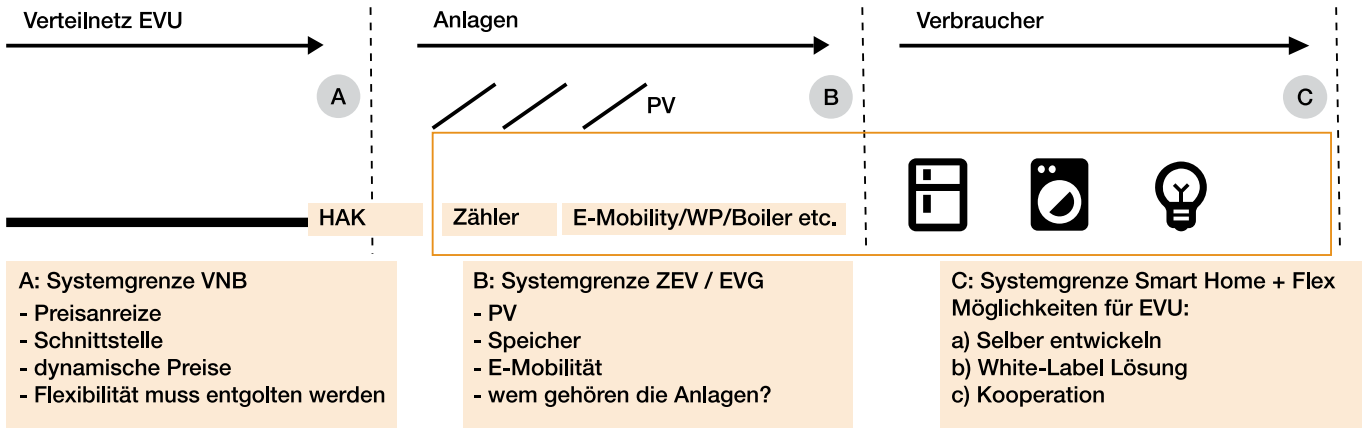 Verteilnetz EVU
Anlagen
Verbraucher
A
B
C
PV
HAK
Zähler
E-Mobility/WP/Boiler etc.
A: Systemgrenze VNB
- Preisanreize
- Schnittstelle
- dynamische Preise
- Flexibilität muss entgolten werden
B: Systemgrenze ZEV / EVG
- PV
- Speicher
- E-Mobilität
- wem gehören die Anlagen?
C: Systemgrenze Smart Home + Flex
Möglichkeiten für EVU:
a) Selber entwickeln
b) White-Label Lösung
c) Kooperation